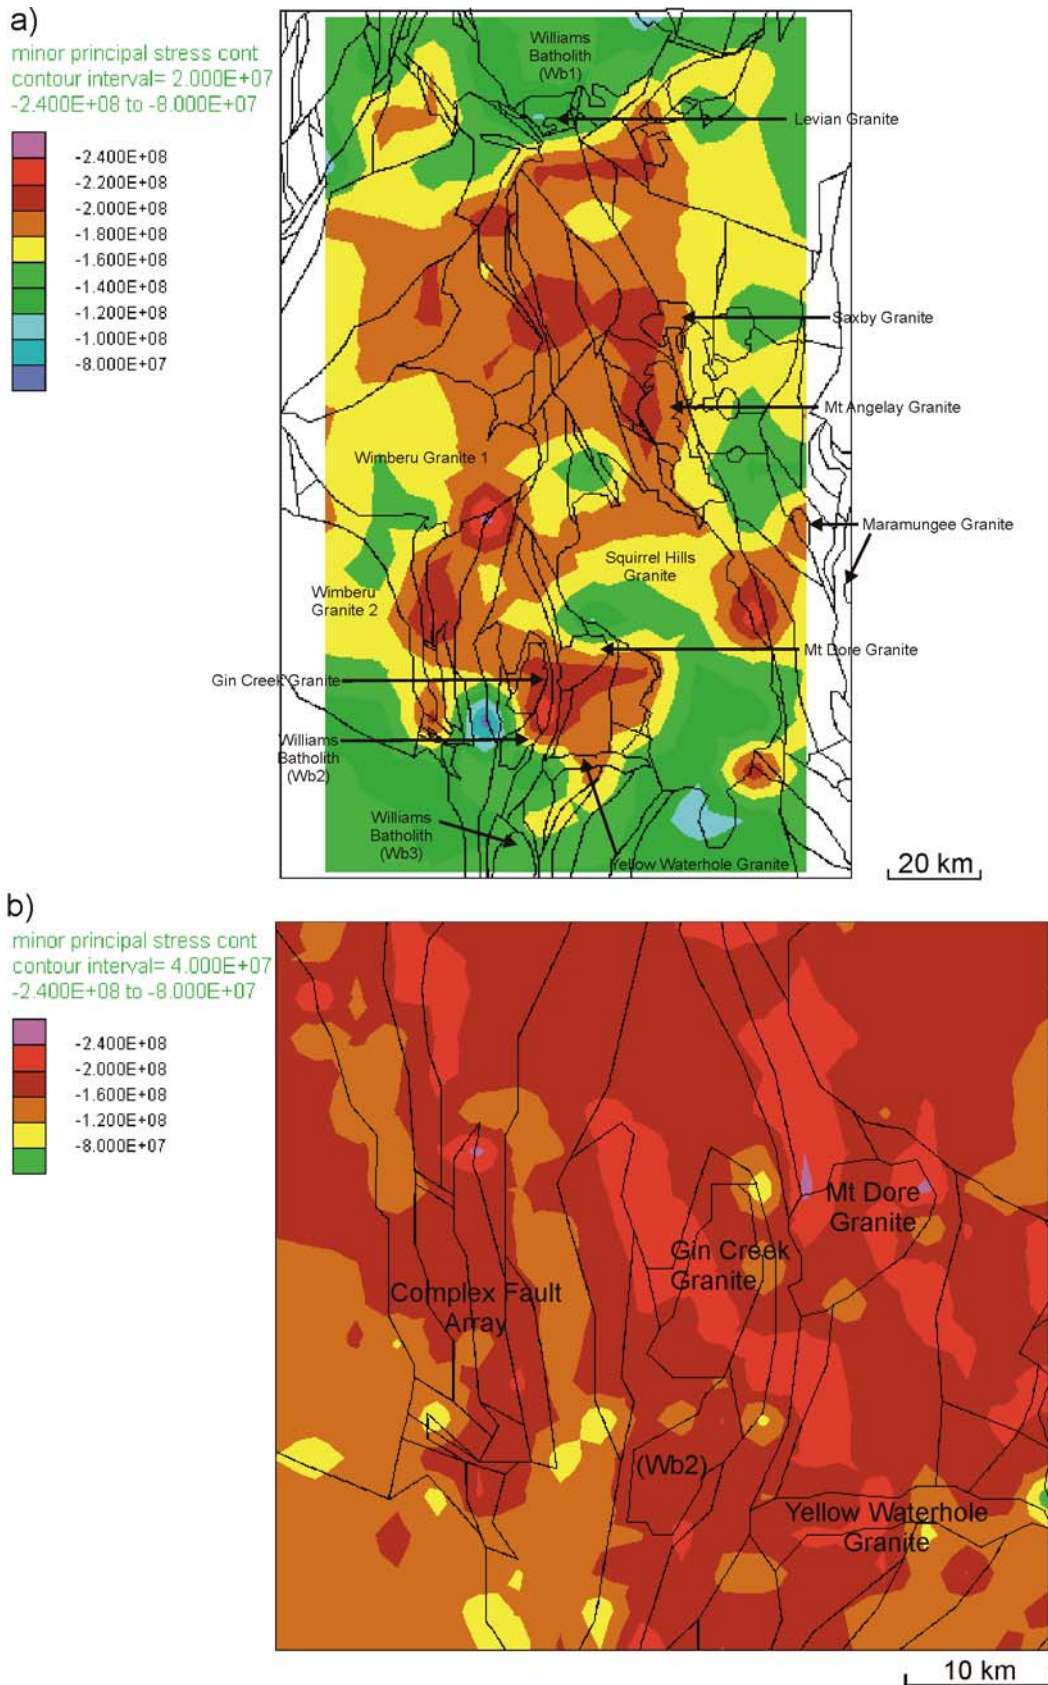 a)
minor principal stress cont
contour interval= 2.000E+07
-2.400E+08 to -8.000E+07
-2.400E+08
-2.200E+08
-2.000E+08
-1.800E+08
-1.600E+08
-1.400E+08
-1.200E+08
-1.000E+08
-8.000E+07
Williams
Batholith
(Wb1)
Levian Granite
Saxby Granite
Mt Angelay Granite
Wimberu Granite 1
Maramungee Granite
Squirrel Hills
Granite
Wimberu
Granite 2
Mt Dore Granite
Gin Creek Granite
Williams
Batholith
(Wb2)
Williams
Batholith
(Wb3)
Yellow Waterhole Granite
20 km
b)
minor principal stress cont
contour interval= 4.000E+07
-2.400E+08 to -8.000E+07
-2.400E+08
-2.000E+08
-1.600E+08
-1.200E+08
-8.000E+07
Mt Dore
Granite
Gin Creek
Granite
Complex Fault
Array
(Wb2)
Yellow Waterhole
Granite
10 km